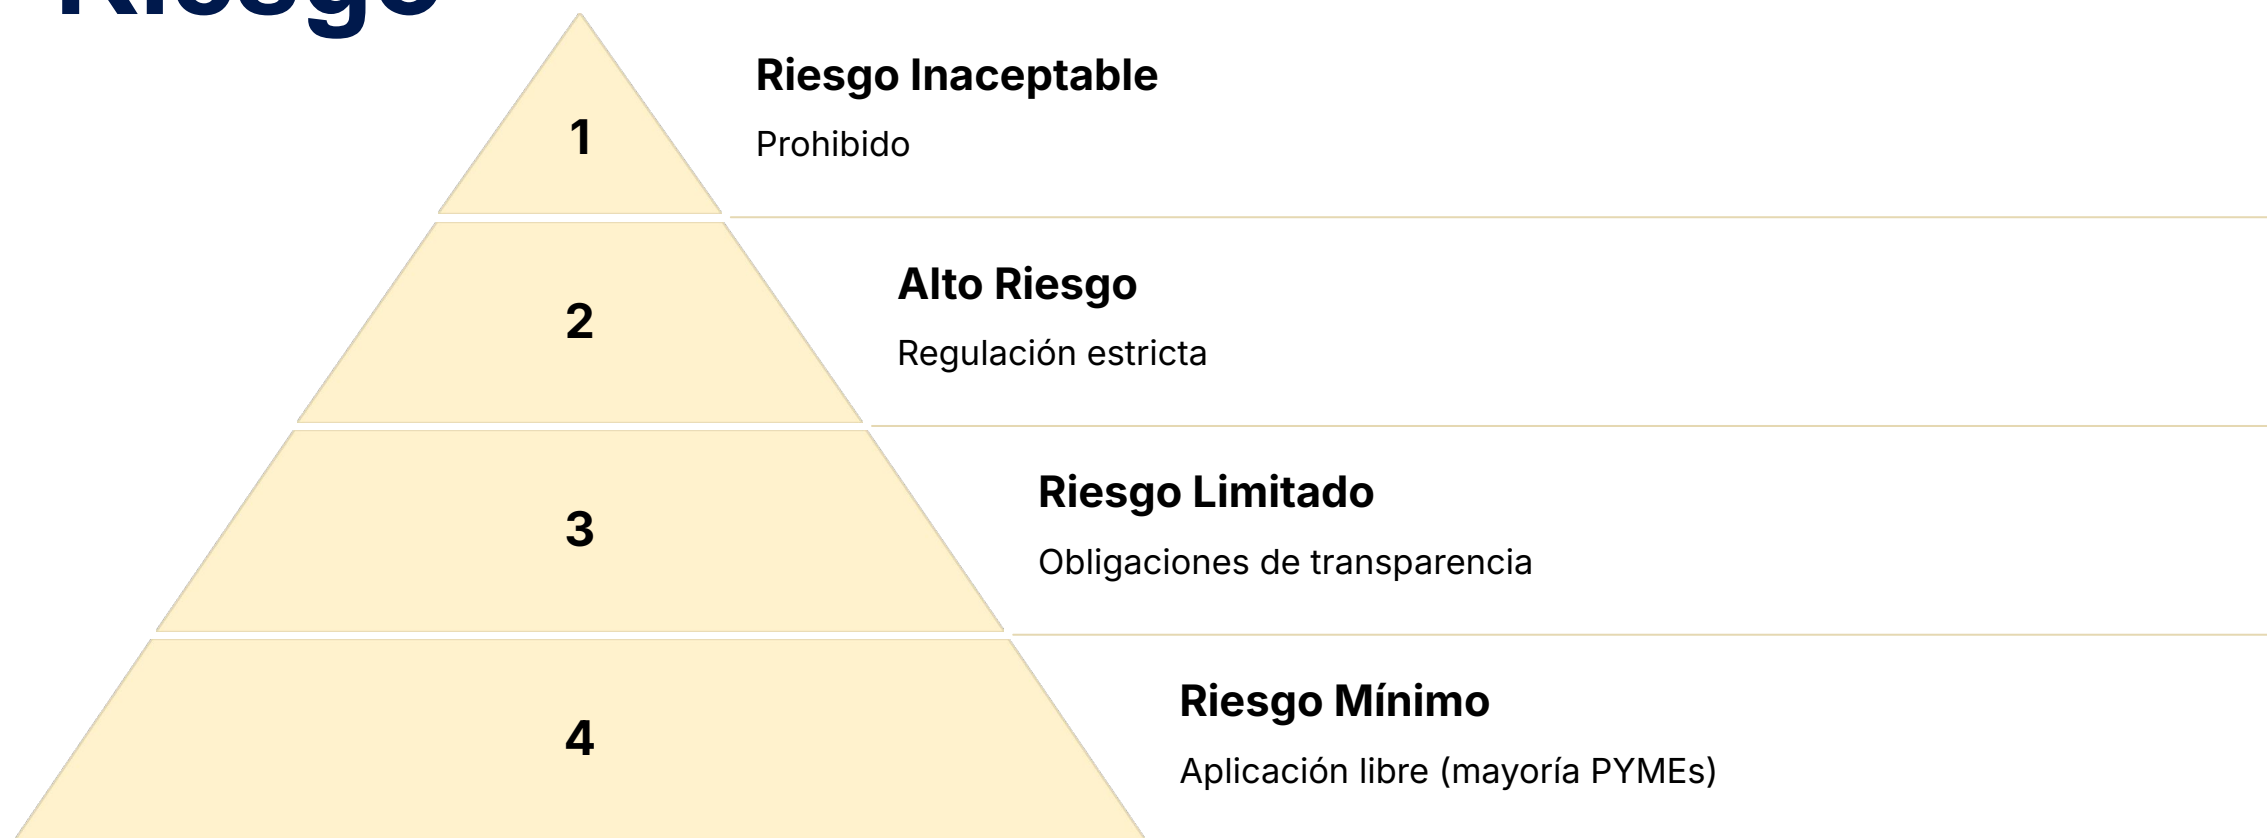 Riesgo
1
Riesgo Inaceptable
Prohibido
2
Alto Riesgo
Regulación estricta
3
Riesgo Limitado
Obligaciones de transparencia
4
Riesgo Mínimo
Aplicación libre (mayoría PYMEs)